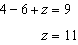 4 − 6 + z = 9
z = 11